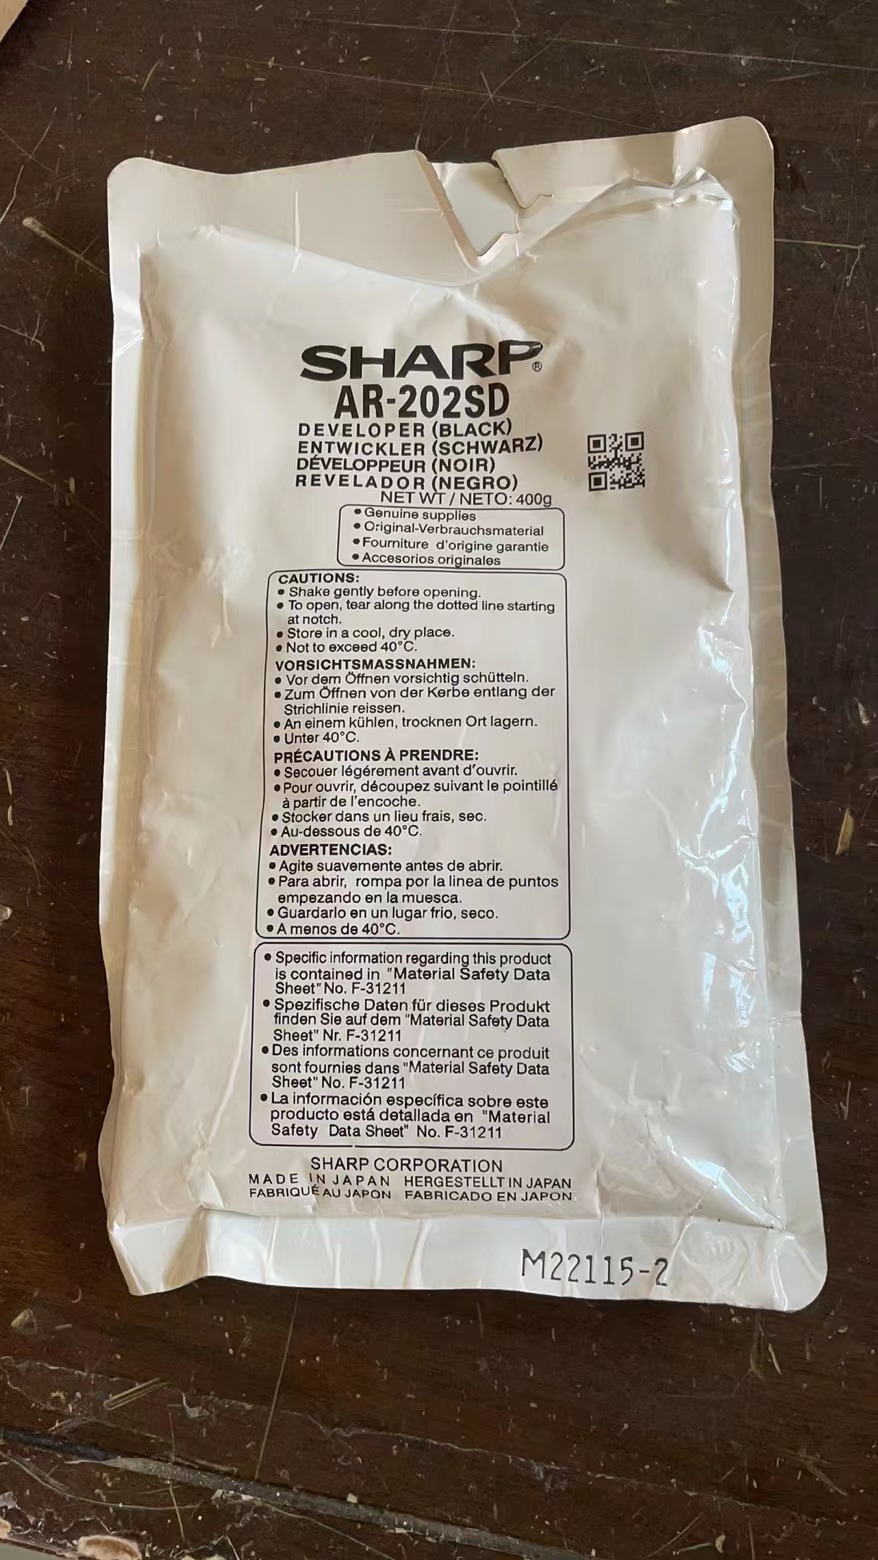 SHARP®
AR-202SD
DEVELOPER (BLACK)
ENTWICKLER (SCHWARZ)
DÉVELOPPEUR (NOIR)
REVELADOR (NEGRO)
NET WT / NETO: 400g
• Genuine supplies
• Original-Verbrauchsmaterial
• Fourniture d'origine garantie
• Accesorios originales
CAUTIONS:
• Shake gently before opening.
• To open, tear along the dotted line starting
at notch.
• Store in a cool, dry place.
• Not to exceed 40°C.
VORSICHTSMASSNAHMEN:
• Vor dem Öffnen vorsichtig schütteln.
• Zum Öffnen von der Kerbe entlang der
Strichlinie reissen.
• An einem kühlen, trocknen Ort lagern.
• Unter 40°C.
PRÉCAUTIONS À PRENDRE:
• Secouer légérement avant d'ouvrir.
• Pour ouvrir, découpez suivant le pointillé
à partir de l'encoche.
• Stocker dans un lieu frais, sec.
• Au-dessous de 40°C.
ADVERTENCIAS:
• Agite suavemente antes de abrir.
• Para abrir, rompa por la linea de puntos
empezando en la muesca.
• Guardarlo en un lugar frio, seco.
• A menos de 40°C.
• Specific information regarding this product
is contained in "Material Safety Data
Sheet" No. F-31211
• Spezifische Daten für dieses Produkt
finden Sie auf dem "Material Safety Data
Sheet" Nr. F-31211
• Des informations concernant ce produit
sont fournies dans "Material Safety Data
Sheet" No. F-31211
• La información específica sobre este
producto está detallada en "Material
Safety Data Sheet" No. F-31211
SHARP CORPORATION
MADE IN JAPAN HERGESTELLT IN JAPAN
FABRIQUÉ AU JAPON FABRICADO EN JAPON
M22115-2